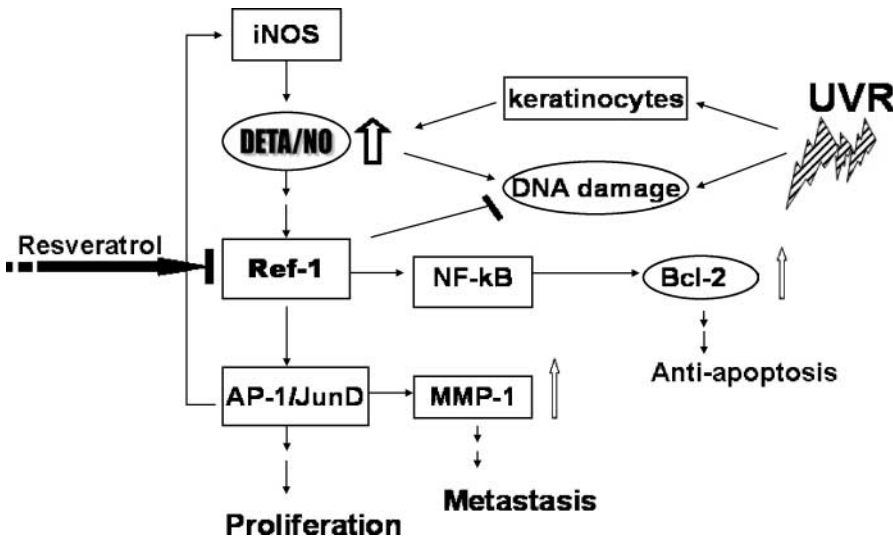 iNOS
keratinocytes
UVR
DETA/NO
DNA damage
Resveratrol
Ref-1
NF-kB
Bcl-2
Anti-apoptosis
AP-1/JunD
MMP-1
Metastasis
Proliferation